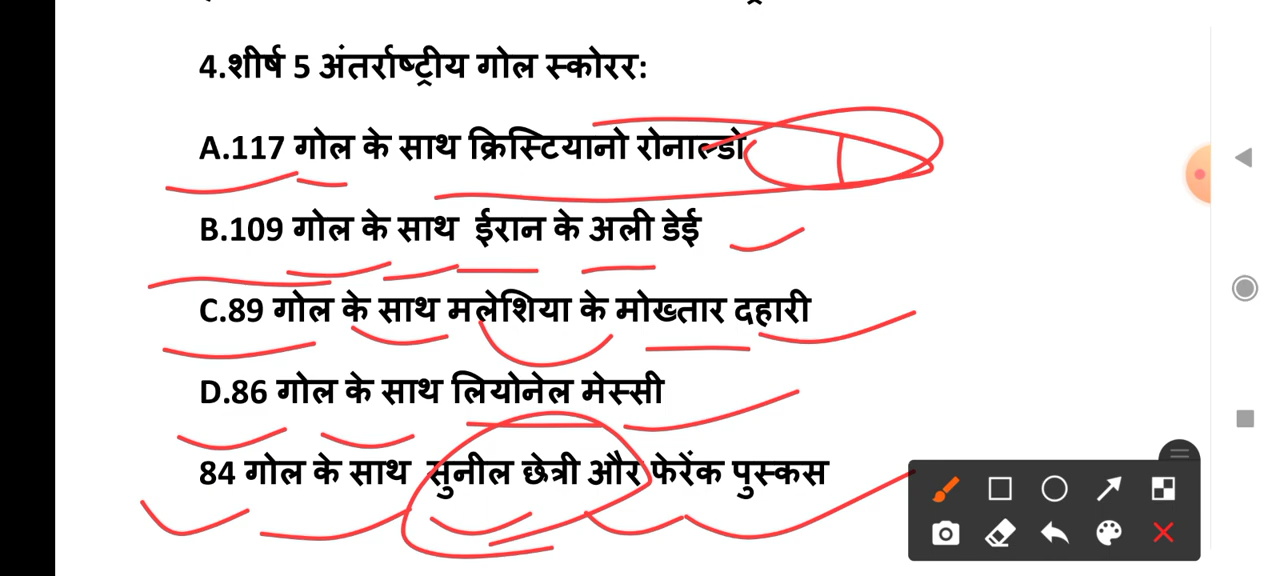 4.शीर्ष 5 अंतर्राष्ट्रीय गोल स्कोरर:
A.117 गोल के साथ क्रिस्टियानो रोनाल्डो
B.109 गोल के साथ ईरान के अली डेई
C.89 गोल के साथ मलेशिया के मोख्तार दहारी
D.86 गोल के साथ लियोनेल मेस्सी
84 गोल के साथ सुनील छेत्री और फेरेंक पुस्कस